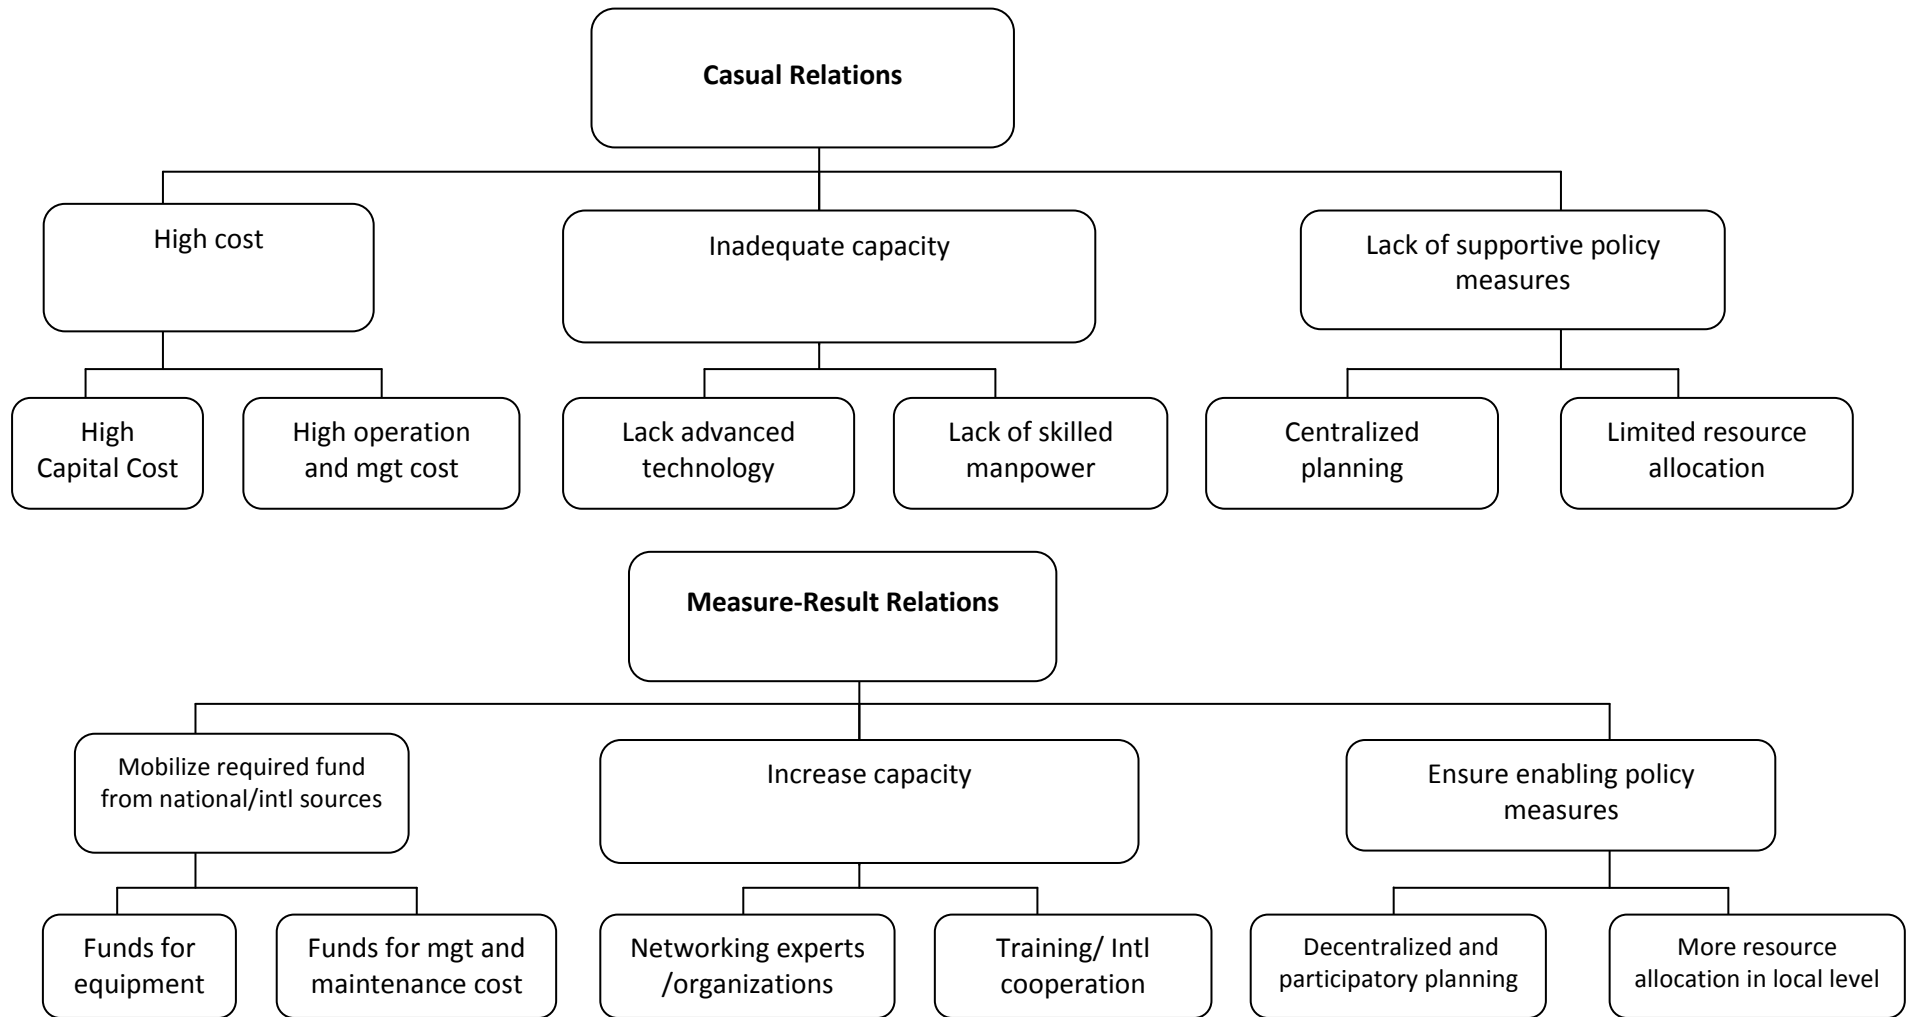 Casual Relations
High cost
Inadequate capacity
Lack of supportive policy
measures
High
Capital Cost
High operation
and mgt cost
Lack advanced
technology
Lack of skilled
manpower
Centralized
planning
Limited resource
allocation
Measure-Result Relations
Mobilize required fund
from national/intl sources
Increase capacity
Ensure enabling policy
measures
Funds for
equipment
Funds for mgt and
maintenance cost
Networking experts
/organizations
Training/ Intl
cooperation
Decentralized and
participatory planning
More resource
allocation in local level